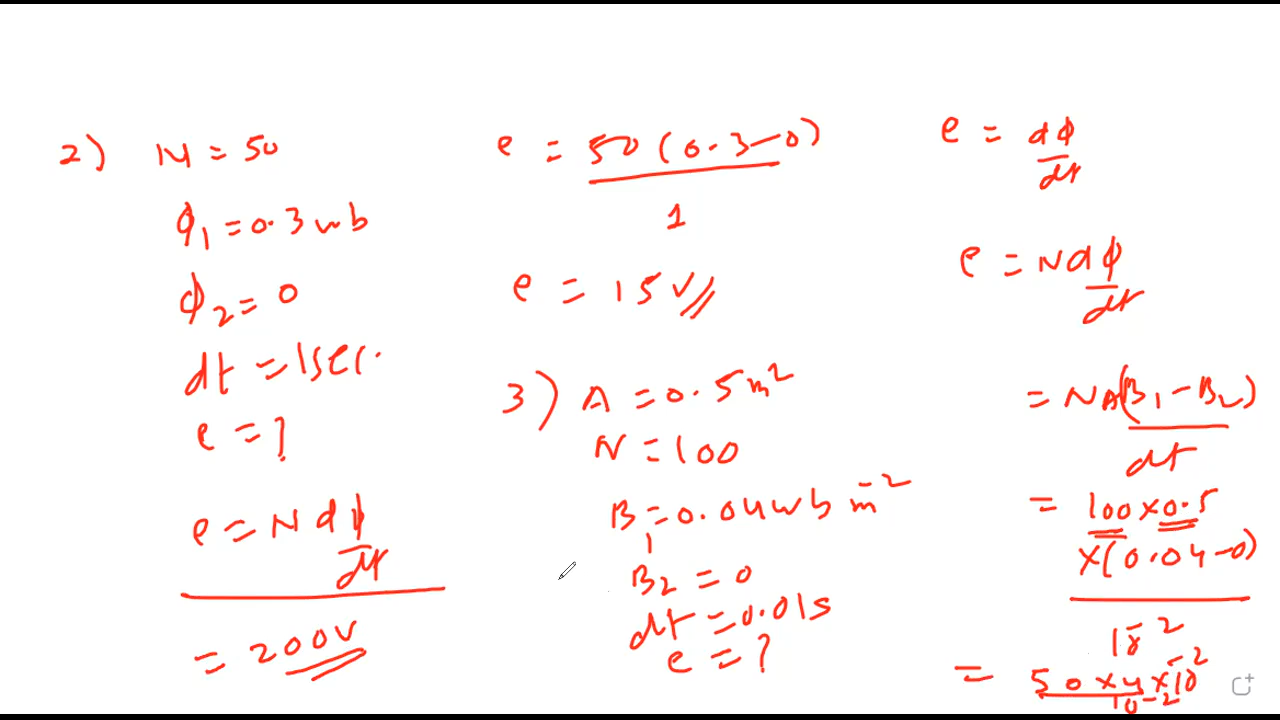 2) N = 50
ϕ₁ = 0.3 wb
ϕ₂ = 0
dt = 1sec.
e = ?
e = N dϕ/dt
= 200V
e = 50 (0.3 - 0)
1
e = 15 V //
3) A = 0.5 m²
N = 100
B₁ = 0.04 wb m⁻²
B₂ = 0
dt = 0.01s
e = ?
e = dϕ/dt
e = N dϕ/dt
= NA(B₁ - B₂)
dt
= 100 × 0.5
× (0.04 - 0)
10⁻²
= 50 × 4 × 10⁻²
10⁻²